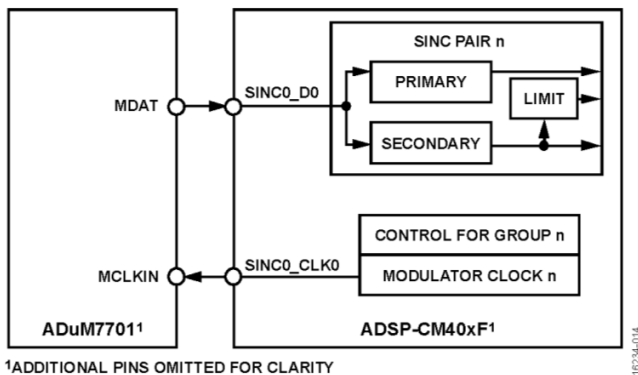 SINC PAIR n
SINC0_D0
PRIMARY
MDAT
LIMIT
SECONDARY
CONTROL FOR GROUP n
SINC0_CLK0
MCLKIN
MODULATOR CLOCK n
ADuM7701¹
ADSP-CM40xF¹
¹ADDITIONAL PINS OMITTED FOR CLARITY
16234-014